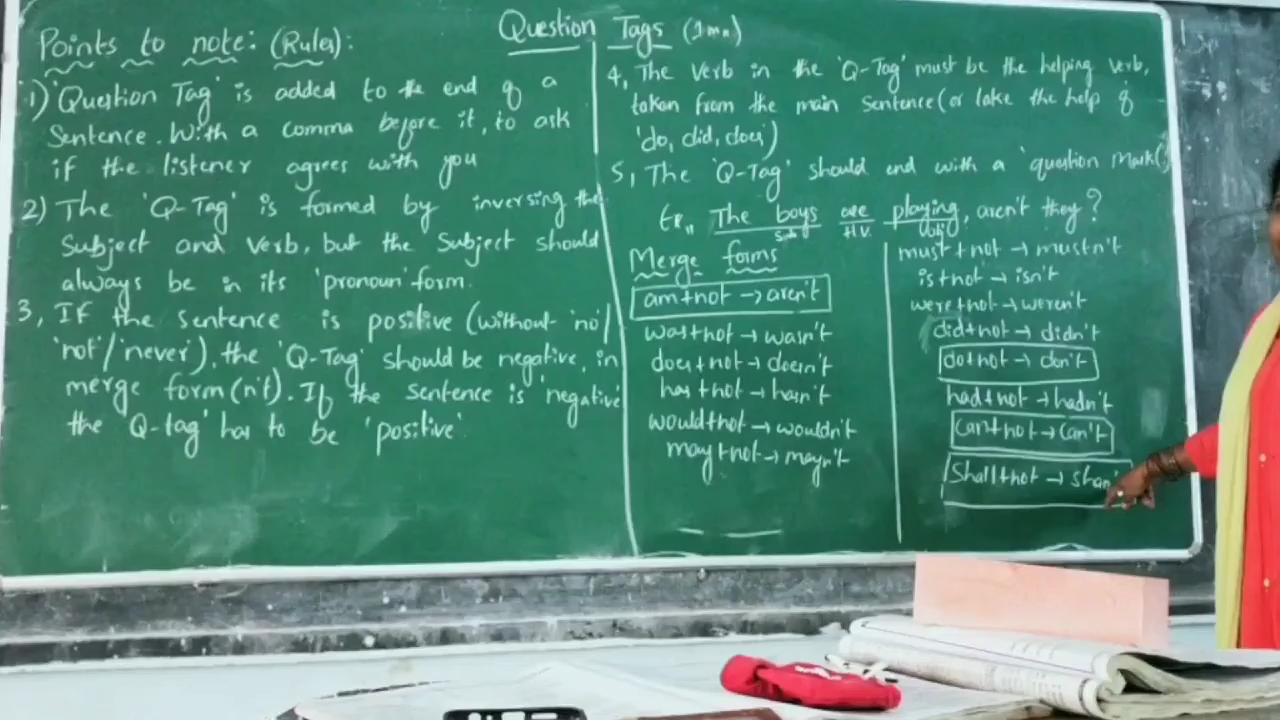 Question Tags (1 m.)
Points to note: (Rules):
1) 'Question Tag' is added to the end of a
sentence. With a comma before it, to ask
if the listener agrees with you
2) The 'Q-Tag' is formed by inversing the
subject and verb, but the subject should
always be in its 'pronoun' form.
3, If the sentence is positive (without 'no'/
'not'/'never'), the 'Q-Tag' should be negative, in
merge form (n't). If the sentence is 'negative'
the 'Q-tag' has to be 'positive'
4, The verb in the 'Q-Tag' must be the helping verb,
taken from the main sentence (or take the help of
'do, did, does)
5, The 'Q-Tag' should end with a 'question mark(?)
Ex,, The boys are playing, aren't they?
Sub H.V. Obj
Merge forms
am+not → aren't
was+not → wasn't
does+not → doesn't
has+not → hasn't
would+not → wouldn't
may+not → mayn't
must+not → mustn't
is+not → isn't
were+not → weren't
did+not → didn't
do+not → don't
had+not → hadn't
can+not → can't
Shall+not →